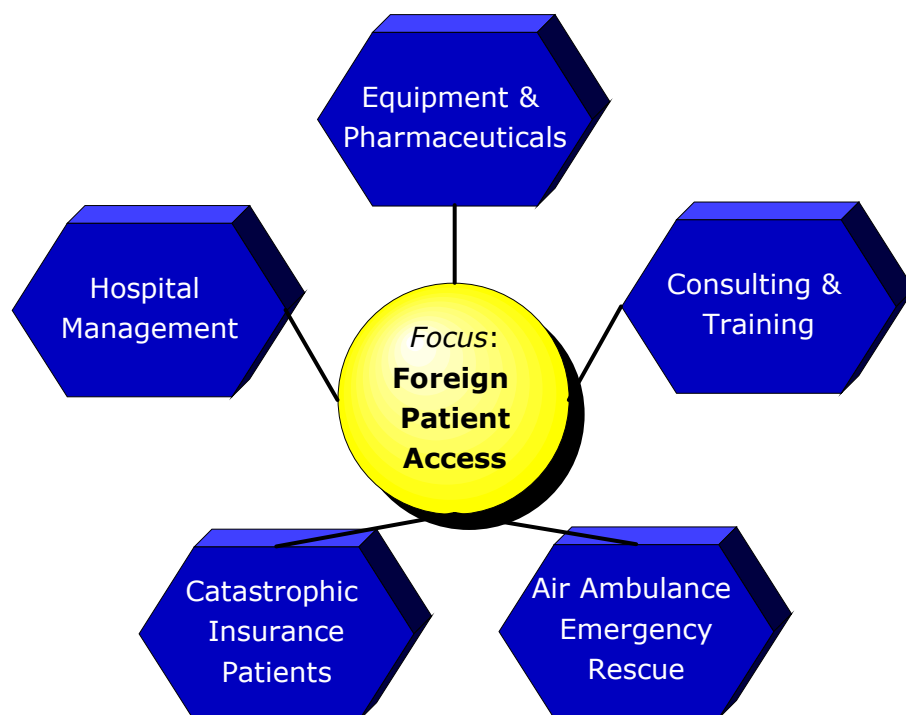 Equipment &
Pharmaceuticals
Hospital
Management
Consulting &
Training
Focus:
Foreign
Patient
Access
Catastrophic
Insurance
Patients
Air Ambulance
Emergency
Rescue